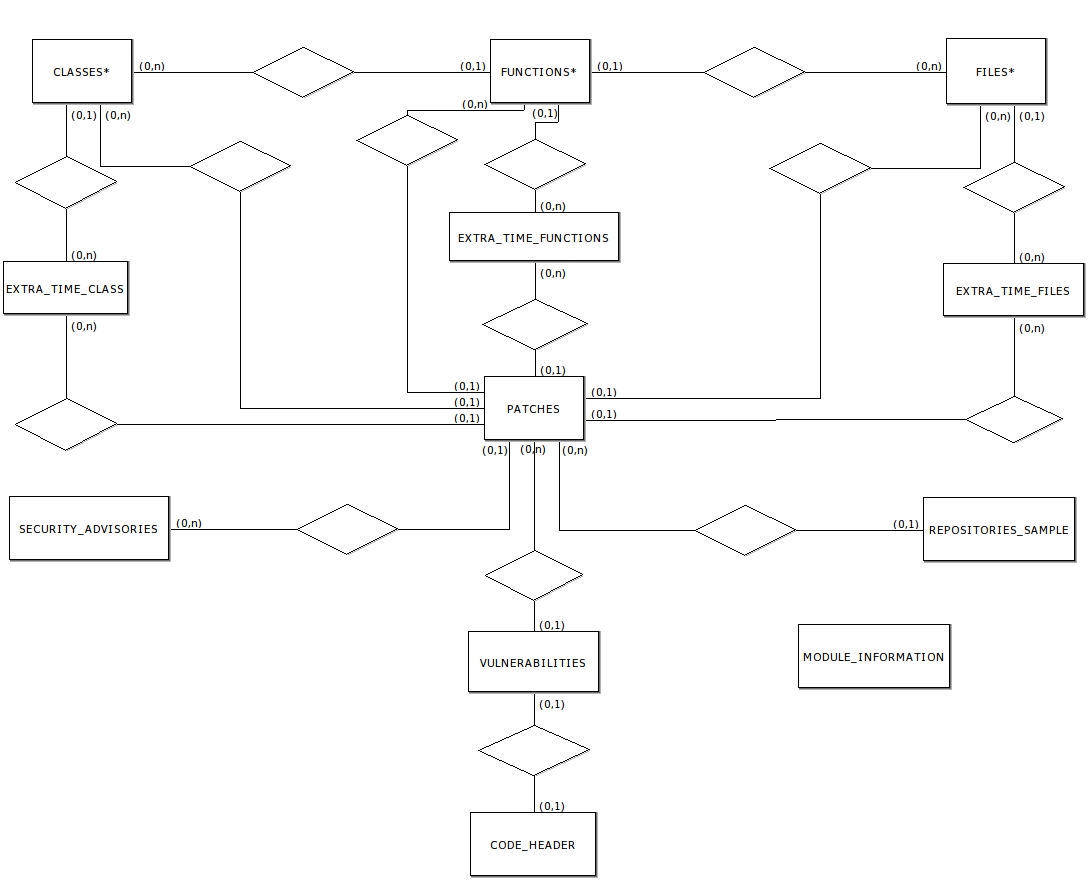 CLASSES*
(0,n)
(0,1)
FUNCTIONS*
(0,1)
(0,n)
FILES*
(0,1)
(0,n)
(0,n)
(0,1)
(0,n)
(0,1)
(0,n)
(0,n)
(0,n)
EXTRA_TIME_CLASS
EXTRA_TIME_FUNCTIONS
EXTRA_TIME_FILES
(0,n)
(0,n)
(0,n)
(0,1)
(0,1)
(0,1)
(0,1)
PATCHES
(0,1)
(0,1)
(0,1)
(0,n)
(0,n)
SECURITY_ADVISORIES
(0,n)
(0,1)
REPOSITORIES_SAMPLE
(0,1)
VULNERABILITIES
MODULE_INFORMATION
(0,1)
(0,1)
CODE_HEADER